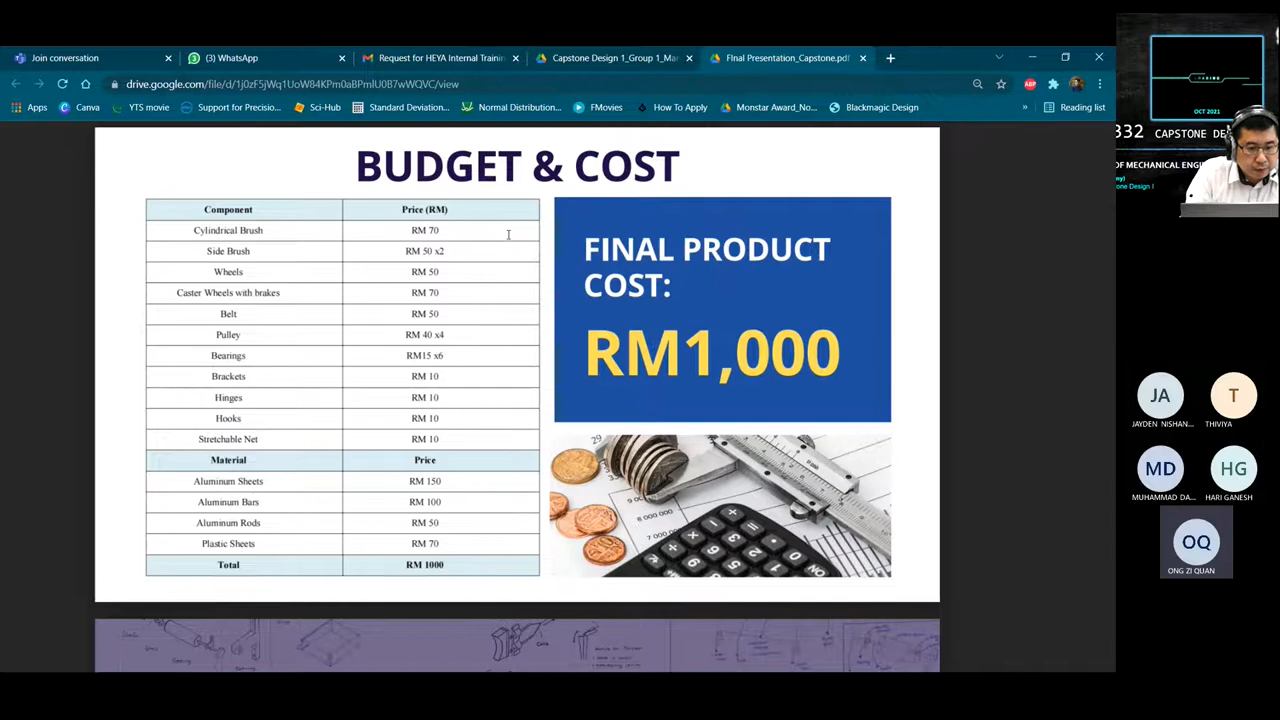 Join conversation
(3) WhatsApp
Request for HEYA Internal Trainin
Capstone Design 1_Group 1_Ma
FInal Presentation_Capstone.pdf
drive.google.com/file/d/1j0zF5jWq1UoW84KPm0aBPmlU0B7wWQVC/view
Apps
Canva
YTS movie
Support for Precisio...
Sci-Hub
Standard Deviation...
Normal Distribution...
FMovies
How To Apply
Monstar Award_No...
Blackmagic Design
»
Reading list
BUDGET & COST
Component Price (RM)
Cylindrical Brush RM 70
Side Brush RM 50 x2
Wheels RM 50
Caster Wheels with brakes RM 70
Belt RM 50
Pulley RM 40 x4
Bearings RM15 x6
Brackets RM 10
Hinges RM 10
Hooks RM 10
Stretchable Net RM 10
Material Price
Aluminum Sheets RM 150
Aluminum Bars RM 100
Aluminum Rods RM 50
Plastic Sheets RM 70
Total RM 1000
FINAL PRODUCT
COST:
RM1,000
OCT 2021
332 CAPSTONE DE
OF MECHANICAL ENGI
JA
JAYDEN NISHAN...
T
THIVIYA
MD
MUHAMMAD DA...
HG
HARI GANESH
OQ
ONG ZI QUAN